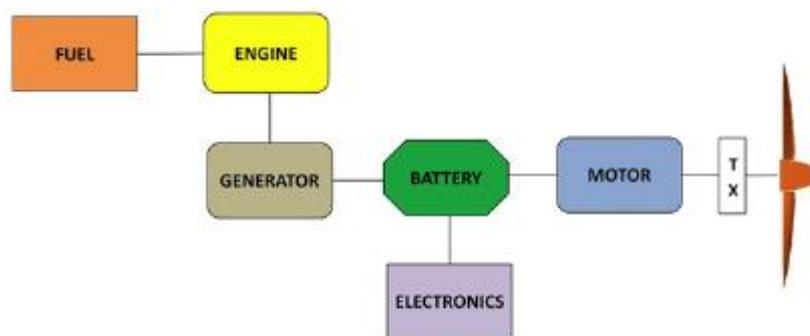 FUEL
ENGINE
GENERATOR
BATTERY
MOTOR
T
X
ELECTRONICS